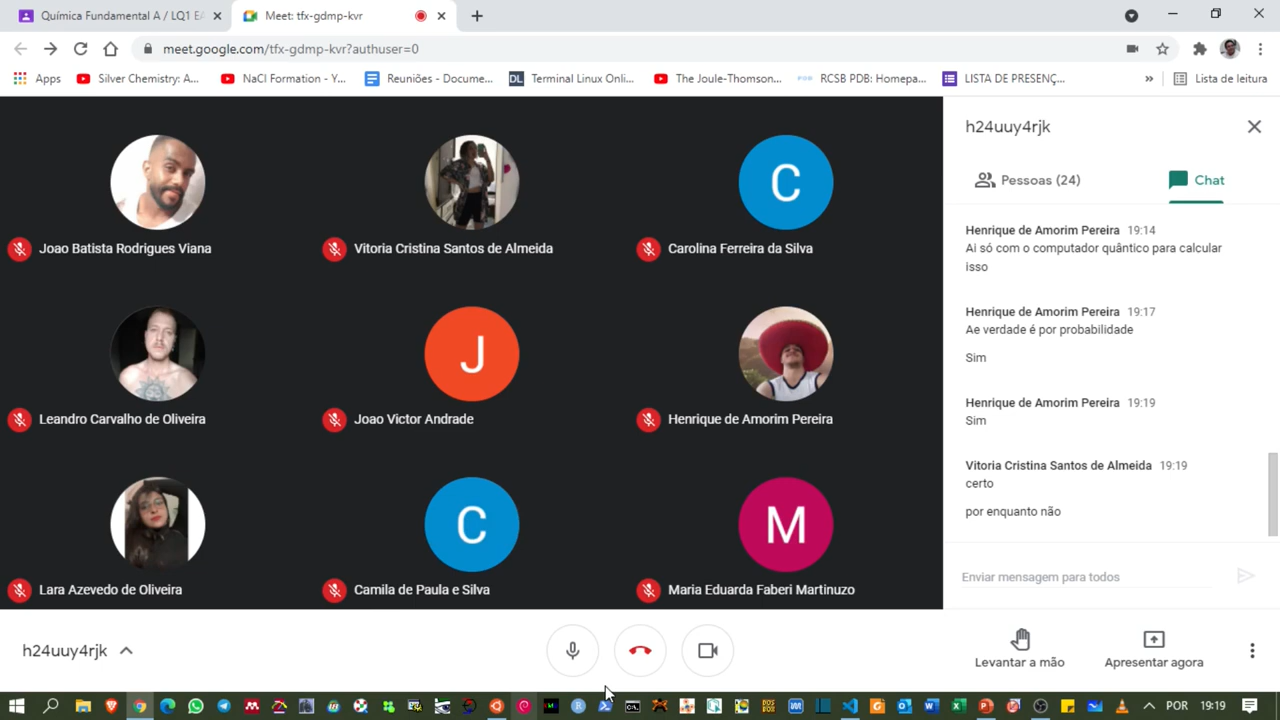 Química Fundamental A / LQ1 EA
Meet: tfx-gdmp-kvr
meet.google.com/tfx-gdmp-kvr?authuser=0
Apps
Silver Chemistry: A...
NaCl Formation - Y...
Reuniões - Docume...
DL
Terminal Linux Onli...
The Joule-Thomson...
RCSB PDB: Homepa...
LISTA DE PRESENÇ...
»
Lista de leitura
Joao Batista Rodrigues Viana
Vitoria Cristina Santos de Almeida
C
Carolina Ferreira da Silva
Leandro Carvalho de Oliveira
J
Joao Victor Andrade
Henrique de Amorim Pereira
Lara Azevedo de Oliveira
C
Camila de Paula e Silva
M
Maria Eduarda Faberi Martinuzo
h24uuy4rjk
Pessoas (24)
Chat
Henrique de Amorim Pereira 19:14
Ai só com o computador quântico para calcular
isso
Henrique de Amorim Pereira 19:17
Ae verdade é por probabilidade
Sim
Henrique de Amorim Pereira 19:19
Sim
Vitoria Cristina Santos de Almeida 19:19
certo
por enquanto não
Enviar mensagem para todos
h24uuy4rjk
Levantar a mão
Apresentar agora
POR
19:19